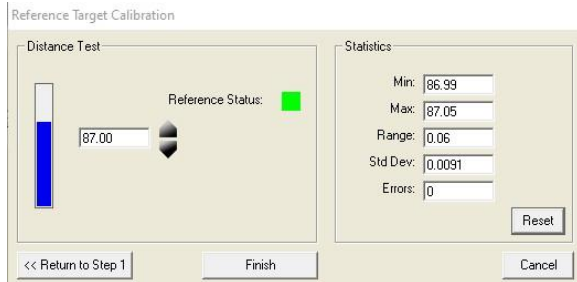 Reference Target Calibration
Distance Test
Reference Status:
87.00
Statistics
Min: 86.99
Max: 87.05
Range: 0.06
Std Dev: 0.0091
Errors: 0
Reset
<< Return to Step 1
Finish
Cancel